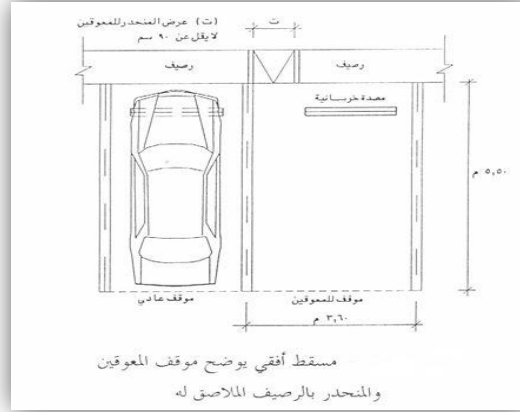 (ت) عرض المنحدر للمعوقين
لا يقل عن ٩٠ سم
ت
رصيف
رصيف
مصدة خرسانية
٥,٥٠ م
موقف للمعوقين
موقف عادي
٣,٦٠ م
مسقط أفقي يوضح موقف المعوقين
والمنحدر بالرصيف الملاصق له